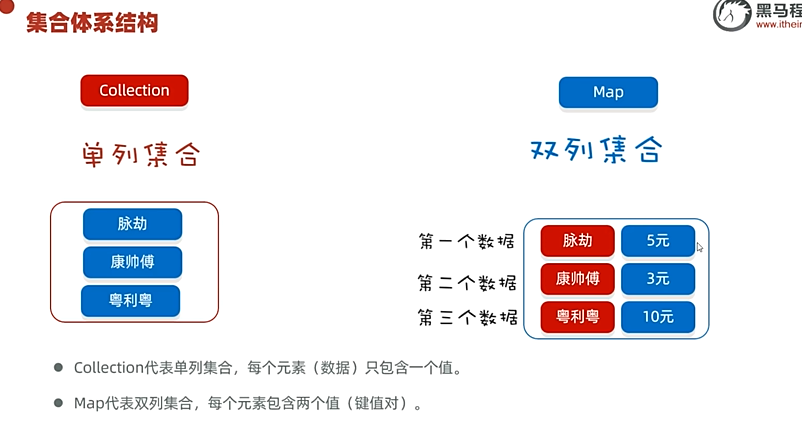 集合体系结构
黑马程
www.itheim
Collection
Map
单列集合
双列集合
脉劫
康帅傅
粤利粤
第一个数据 脉劫 5元
第二个数据 康帅傅 3元
第三个数据 粤利粤 10元
Collection代表单列集合，每个元素（数据）只包含一个值。
Map代表双列集合，每个元素包含两个值（键值对）。